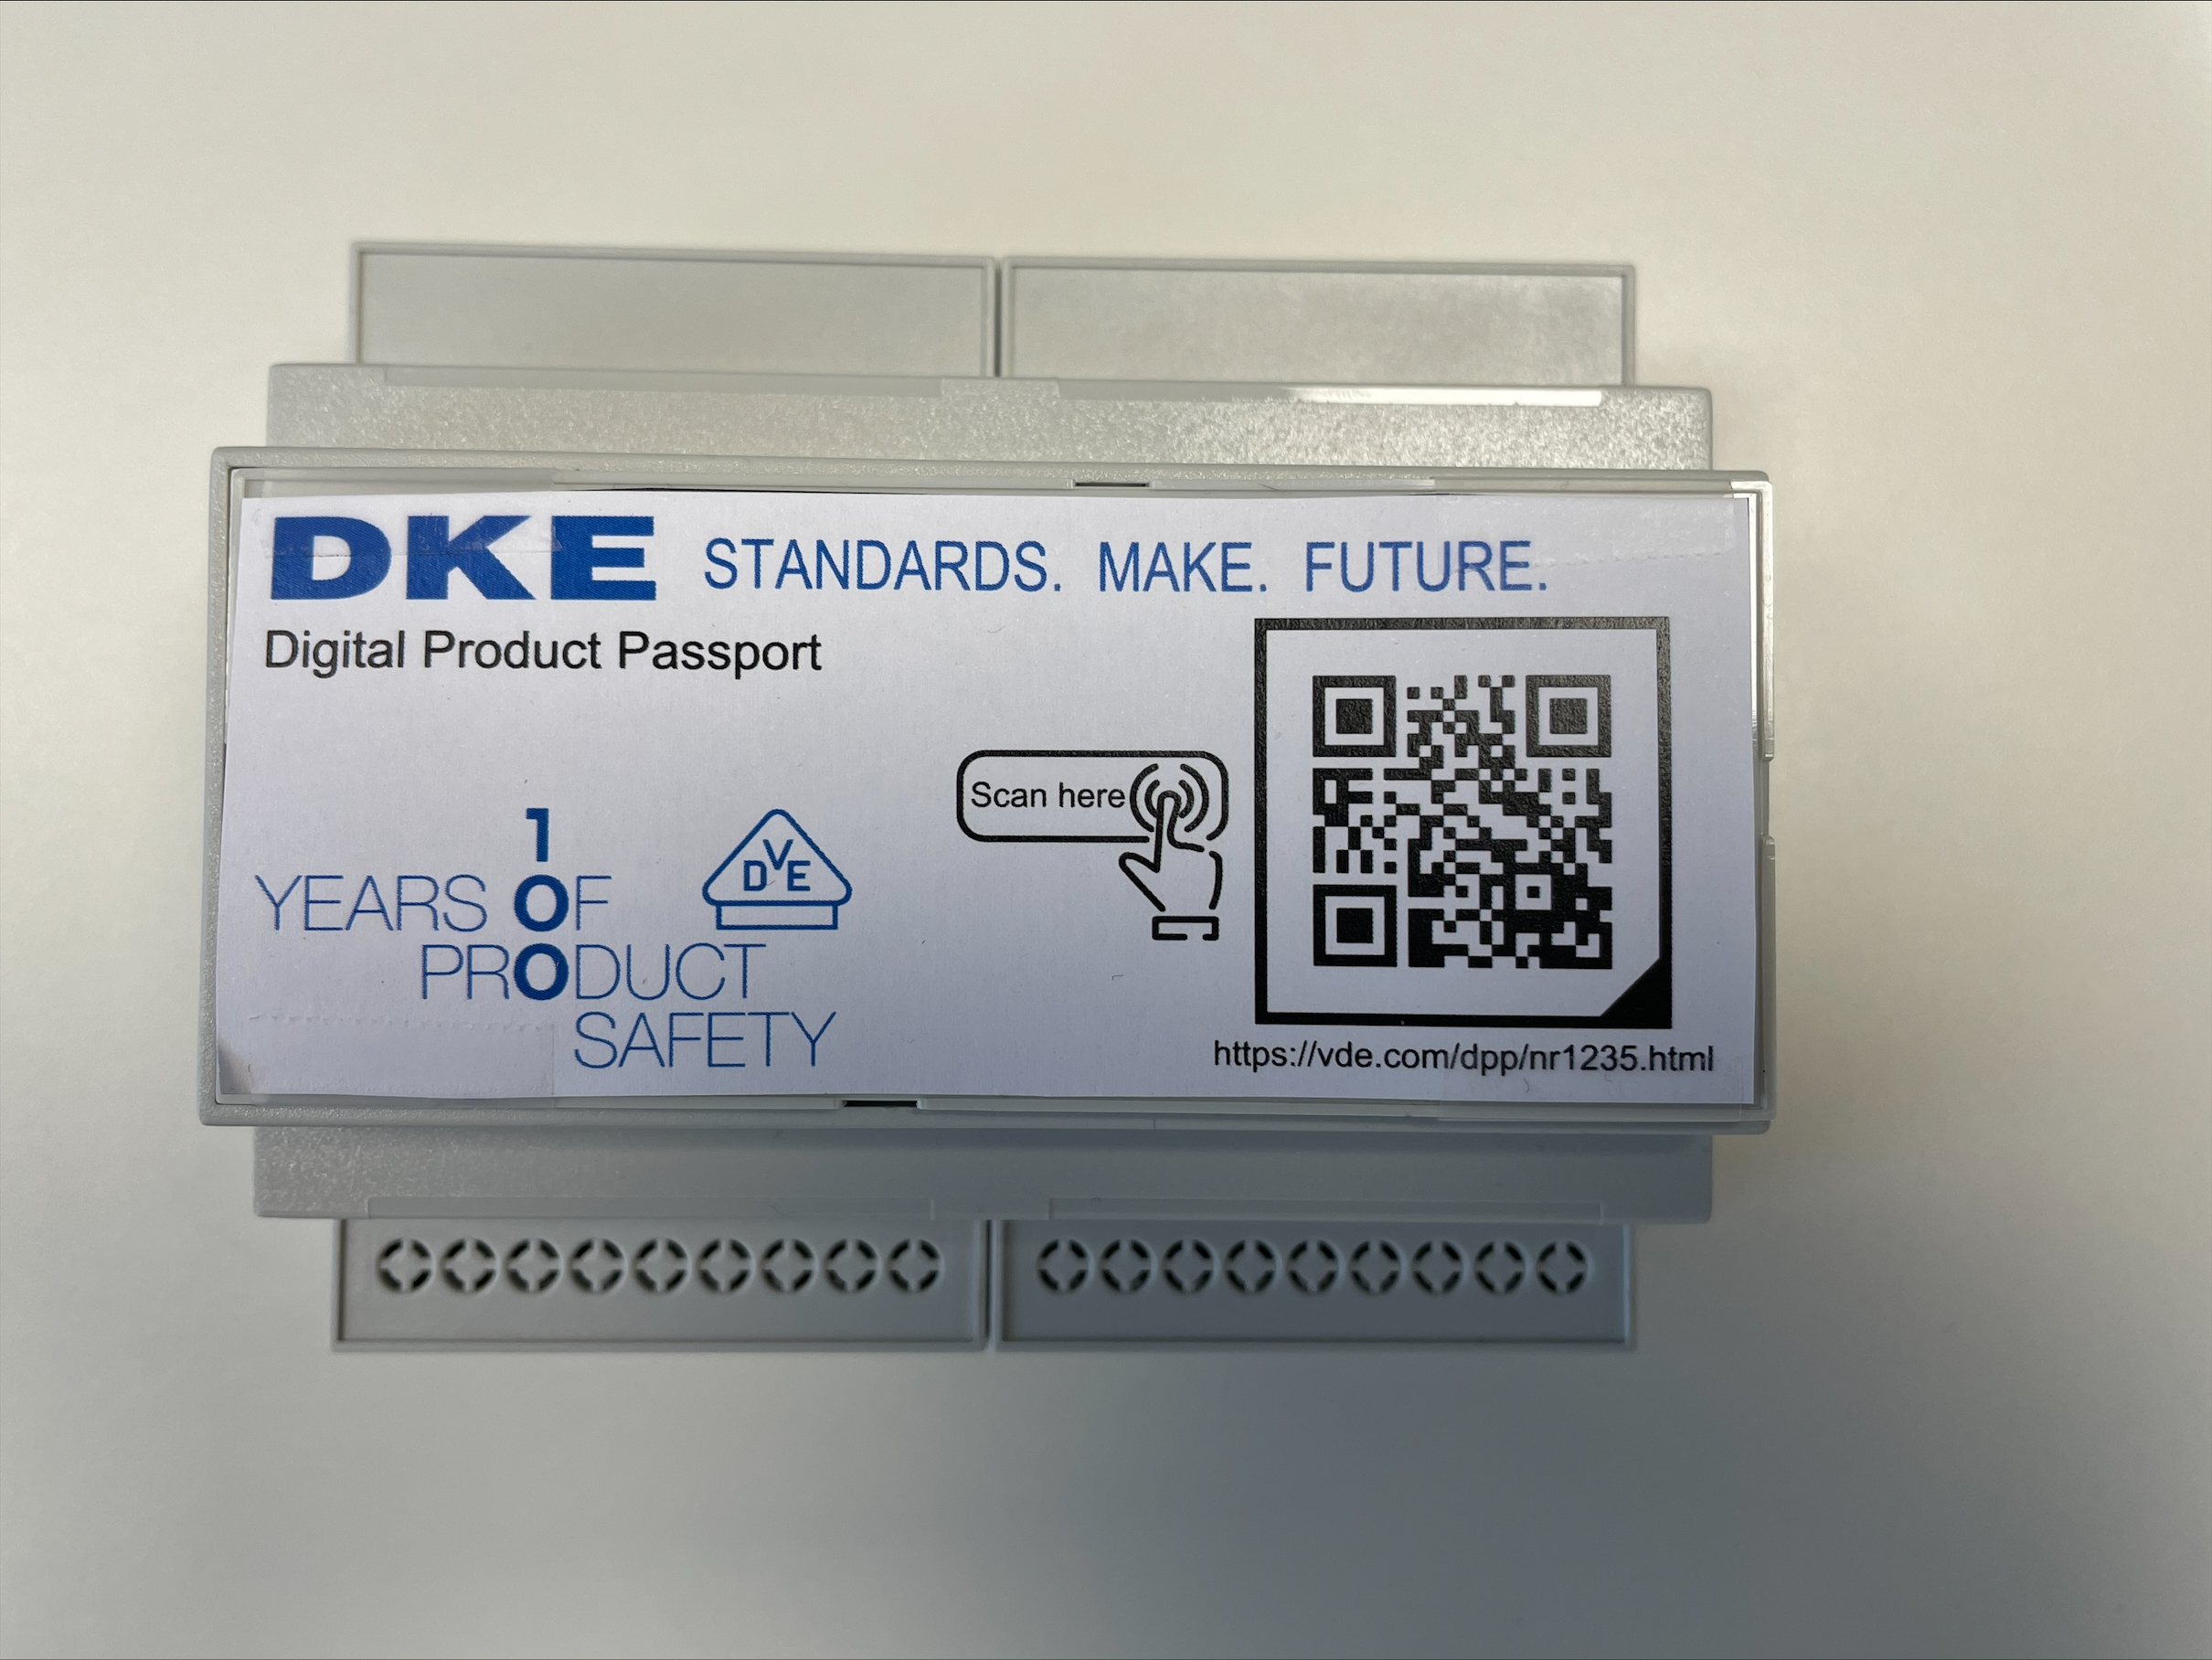 DKE STANDARDS. MAKE. FUTURE.
Digital Product Passport
Scan here
1
YEARS OF
PRODUCT
SAFETY
DVE
https://vde.com/dpp/nr1235.html